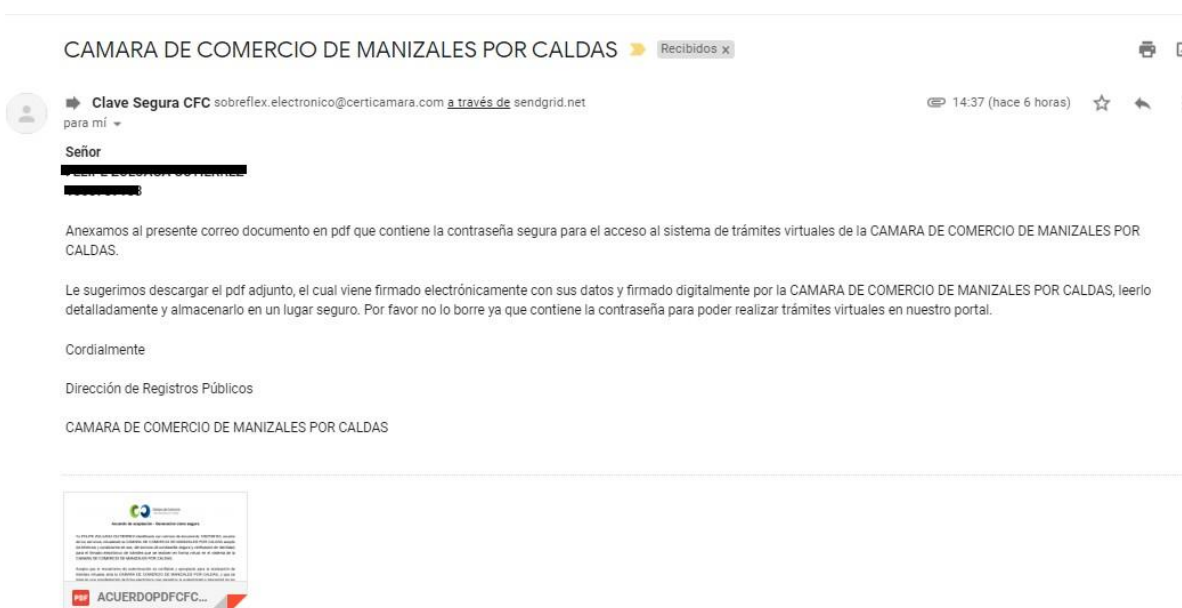 CAMARA DE COMERCIO DE MANIZALES POR CALDAS Recibidos x
Clave Segura CFC sobreflex.electronico@certicamara.com a través de sendgrid.net 14:37 (hace 6 horas)
para mí
Señor
Anexamos al presente correo documento en pdf que contiene la contraseña segura para el acceso al sistema de trámites virtuales de la CAMARA DE COMERCIO DE MANIZALES POR
CALDAS.
Le sugerimos descargar el pdf adjunto, el cual viene firmado electrónicamente con sus datos y firmado digitalmente por la CAMARA DE COMERCIO DE MANIZALES POR CALDAS, leerlo
detalladamente y almacenarlo en un lugar seguro. Por favor no lo borre ya que contiene la contraseña para poder realizar trámites virtuales en nuestro portal.
Cordialmente
Dirección de Registros Públicos
CAMARA DE COMERCIO DE MANIZALES POR CALDAS
PDF ACUERDOPDFCFC...